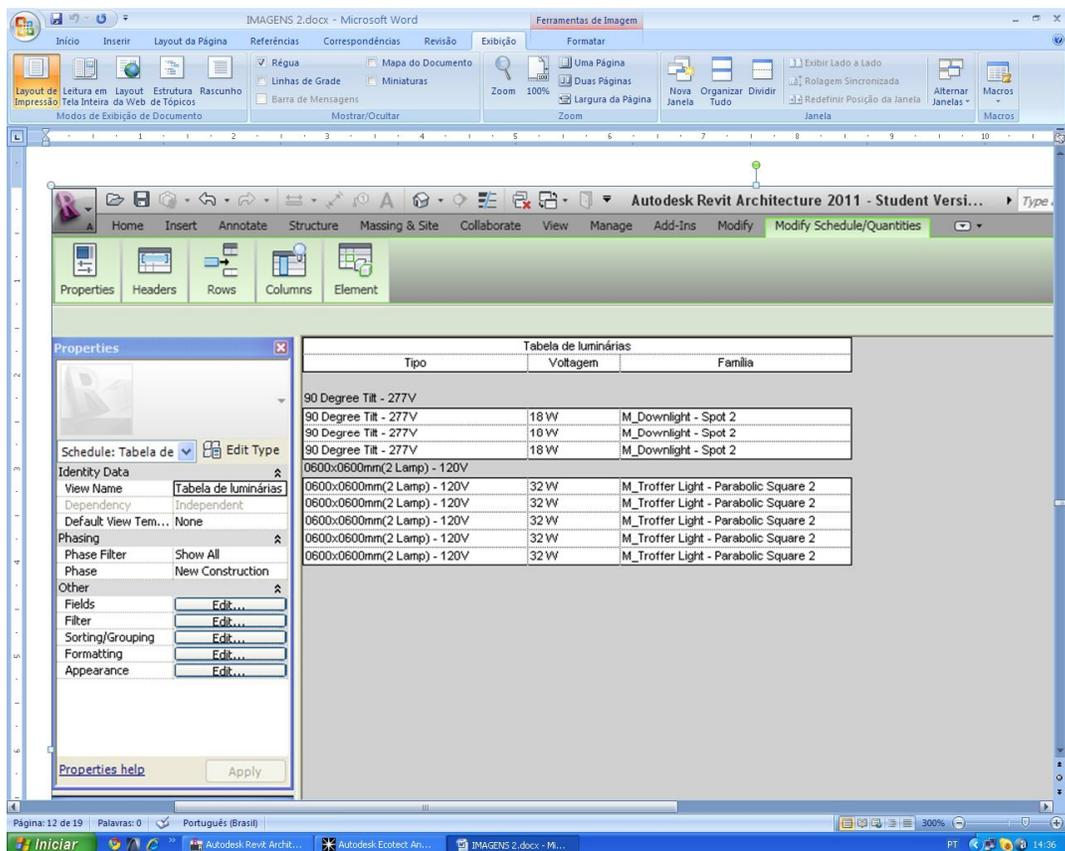 IMAGENS 2.docx - Microsoft Word
Ferramentas de Imagem
Início Inserir Layout da Página Referências Correspondências Revisão Exibição Formatar
Layout de Impressão
Leitura em Tela Inteira
Layout da Web
Estrutura de Tópicos
Rascunho
Modos de Exibição de Documento
Régua
Linhas de Grade
Barra de Mensagens
Mapa do Documento
Miniaturas
Mostrar/Ocultar
Zoom
100%
Uma Página
Duas Páginas
Largura da Página
Zoom
Nova Janela
Organizar Tudo
Dividir
Exibir Lado a Lado
Rolagem Sincronizada
Redefinir Posição da Janela
Alternar Janelas
Janela
Macros
Macros
1 2 3 4 5 6 7 8 9 10
Autodesk Revit Architecture 2011 - Student Versi...
Type
Home Insert Annotate Structure Massing & Site Collaborate View Manage Add-Ins Modify Modify Schedule/Quantities
Properties Headers Rows Columns Element
Properties
Schedule: Tabela de
Edit Type
Identity Data
View Name Tabela de luminárias
Dependency Independent
Default View Tem... None
Phasing
Phase Filter Show All
Phase New Construction
Other
Fields Edit...
Filter Edit...
Sorting/Grouping Edit...
Formatting Edit...
Appearance Edit...
Properties help
Apply
Tabela de luminárias
Tipo Voltagem Família
90 Degree Tilt - 277V
90 Degree Tilt - 277V 18 W M_Downlight - Spot 2
90 Degree Tilt - 277V 18 W M_Downlight - Spot 2
90 Degree Tilt - 277V 18 W M_Downlight - Spot 2
0600x0600mm(2 Lamp) - 120V
0600x0600mm(2 Lamp) - 120V 32 W M_Troffer Light - Parabolic Square 2
0600x0600mm(2 Lamp) - 120V 32 W M_Troffer Light - Parabolic Square 2
0600x0600mm(2 Lamp) - 120V 32 W M_Troffer Light - Parabolic Square 2
0600x0600mm(2 Lamp) - 120V 32 W M_Troffer Light - Parabolic Square 2
0600x0600mm(2 Lamp) - 120V 32 W M_Troffer Light - Parabolic Square 2
Página: 12 de 19 Palavras: 0 Português (Brasil) 300%
Iniciar
Autodesk Revit Archit...
Autodesk Ecotect An...
IMAGENS 2.docx - Mi...
PT 14:36